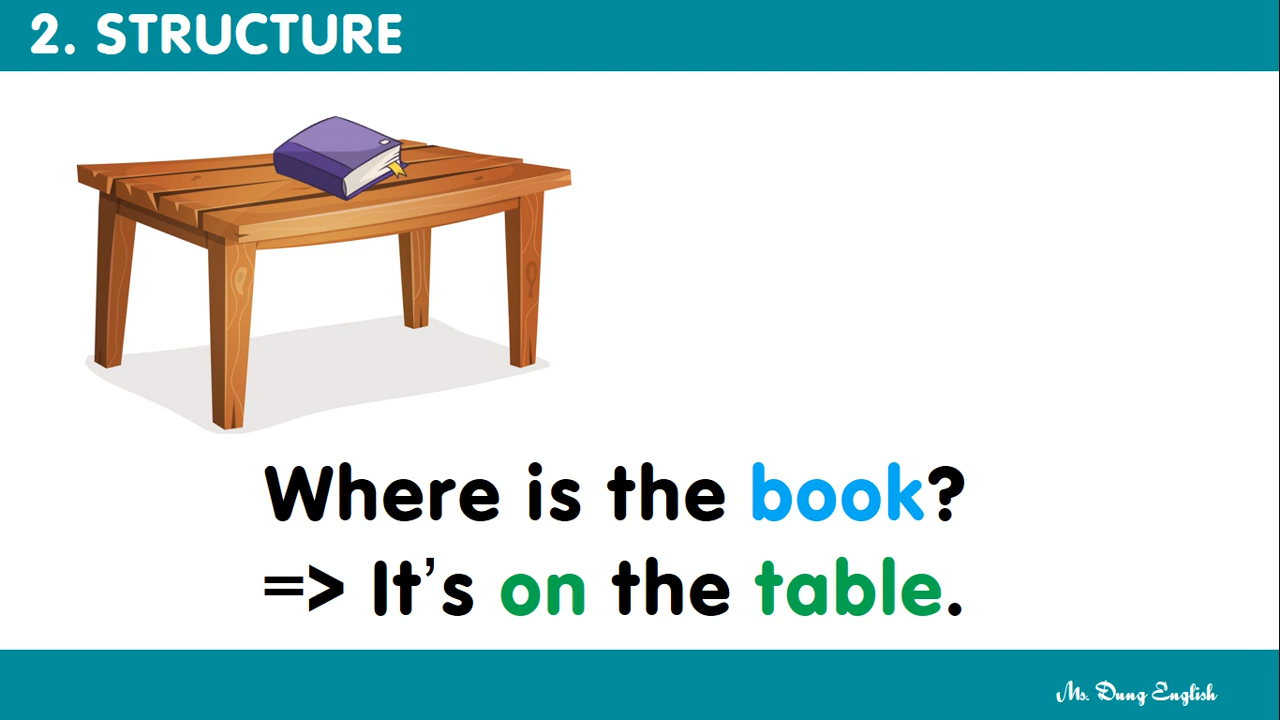 2. STRUCTURE
Where is the book?
=> It’s on the table.
Ms. Dung English